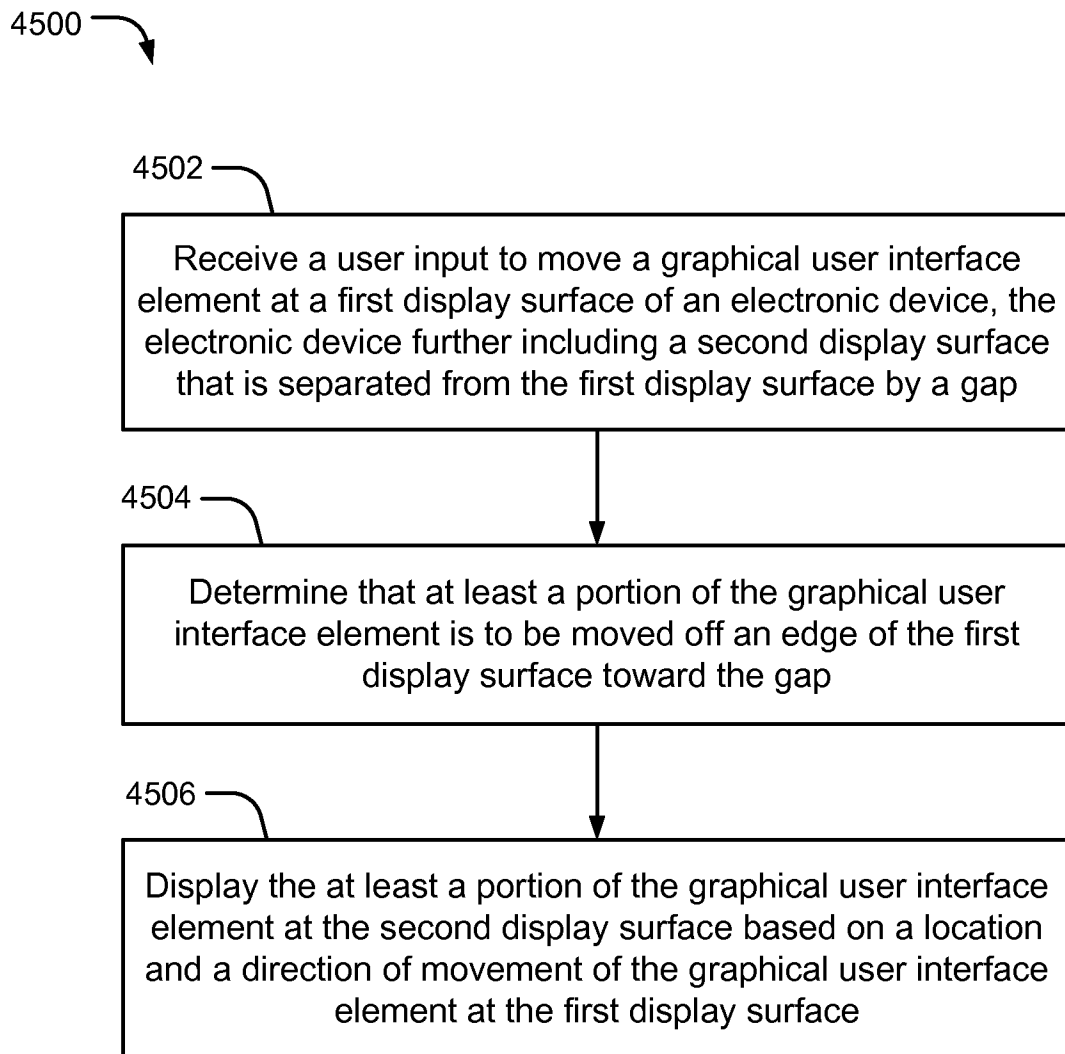 4500
4502
Receive a user input to move a graphical user interface
element at a first display surface of an electronic device, the
electronic device further including a second display surface
that is separated from the first display surface by a gap
4504
Determine that at least a portion of the graphical user
interface element is to be moved off an edge of the first
display surface toward the gap
4506
Display the at least a portion of the graphical user interface
element at the second display surface based on a location
and a direction of movement of the graphical user interface
element at the first display surface